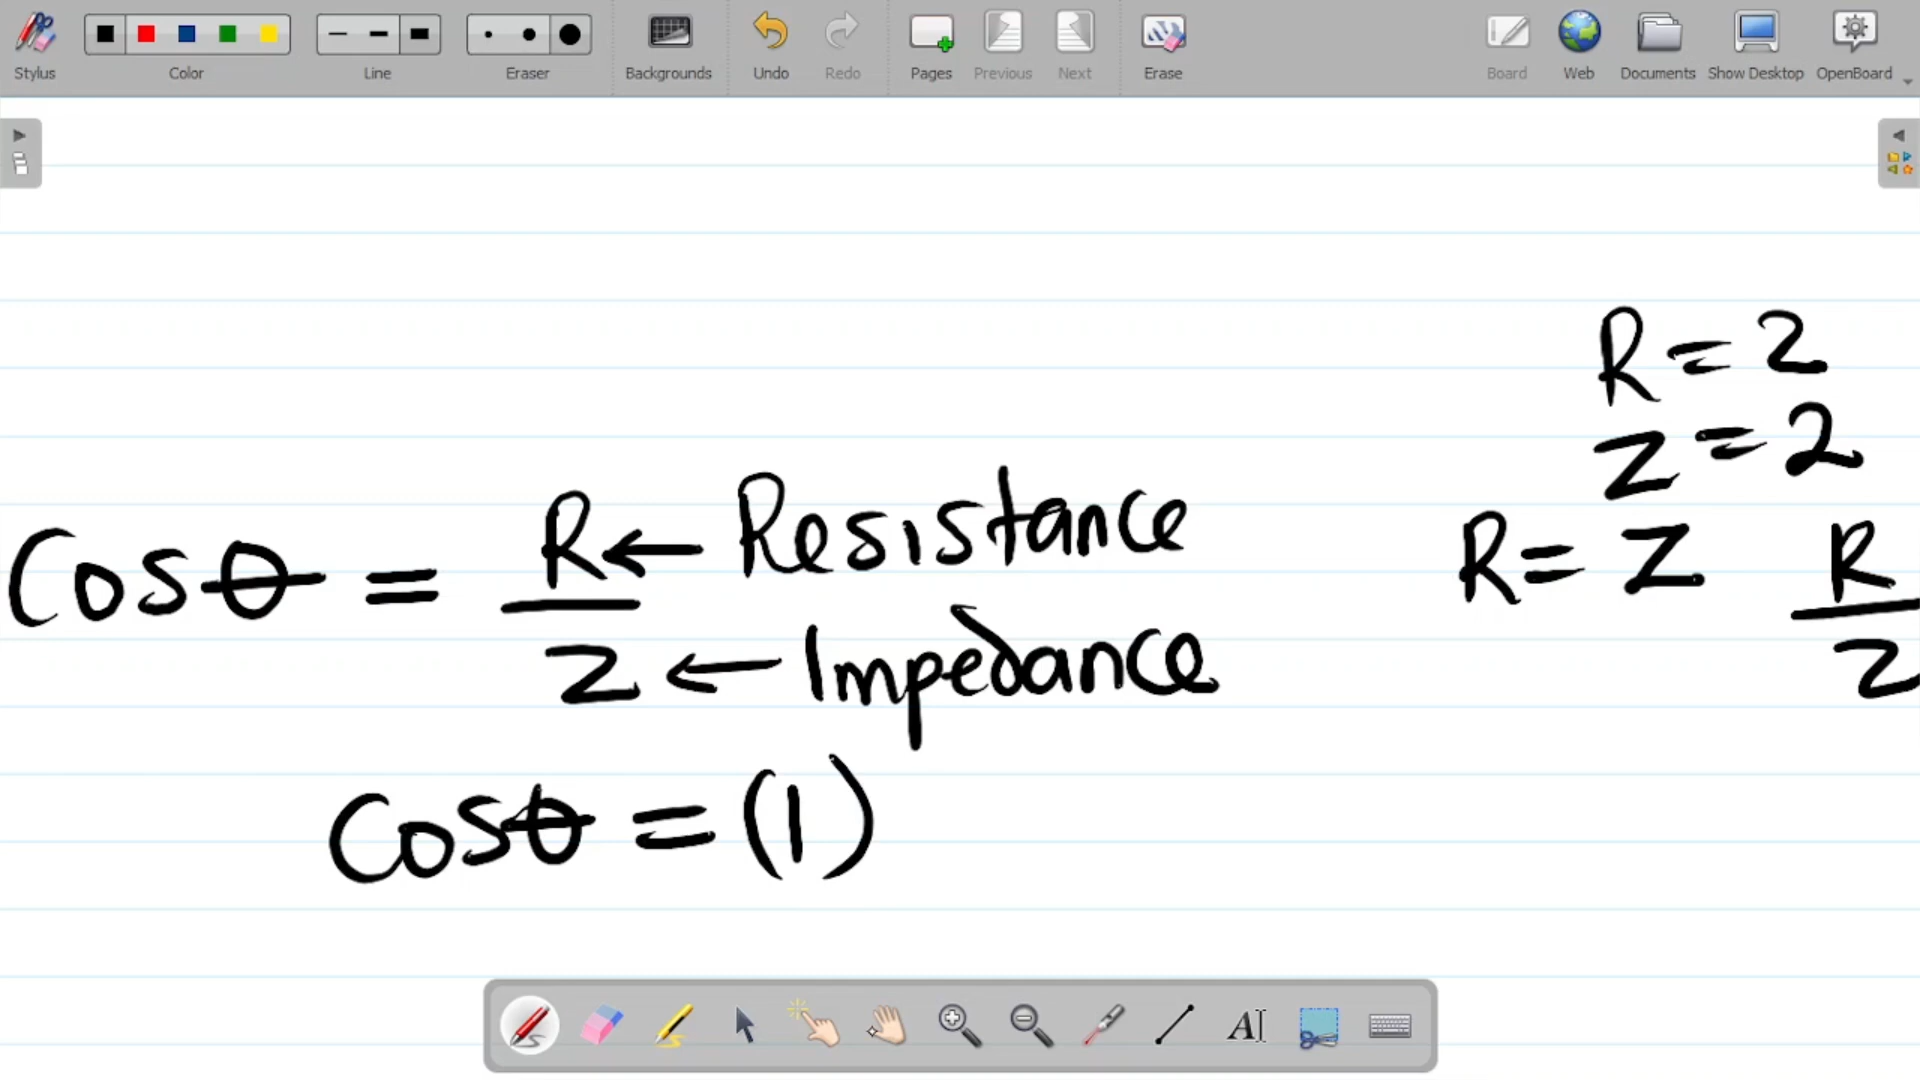 Stylus Color Line Eraser Backgrounds Undo Redo Pages Previous Next Erase Board Web Documents Show Desktop OpenBoard
R = 2
Z = 2
Cosθ = R ← Resistance
Z ← Impedance
R = Z R
Z
Cosθ = (1)